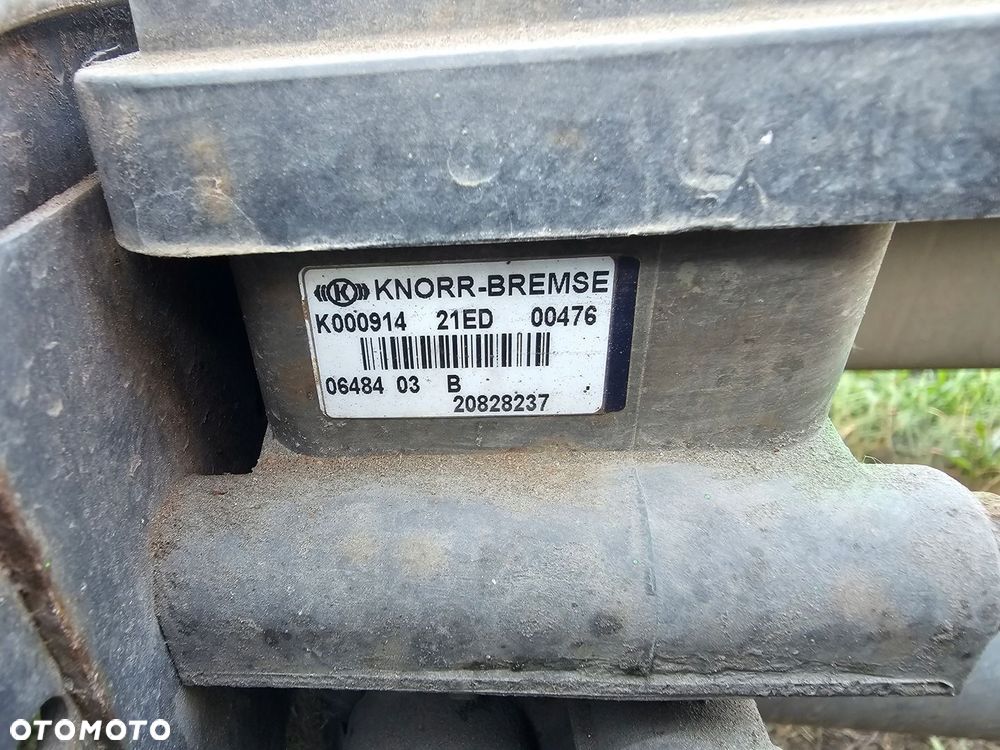 K KNORR-BREMSE
K000914 21ED 00476
06484 03 B
20828237
OTOMOTO